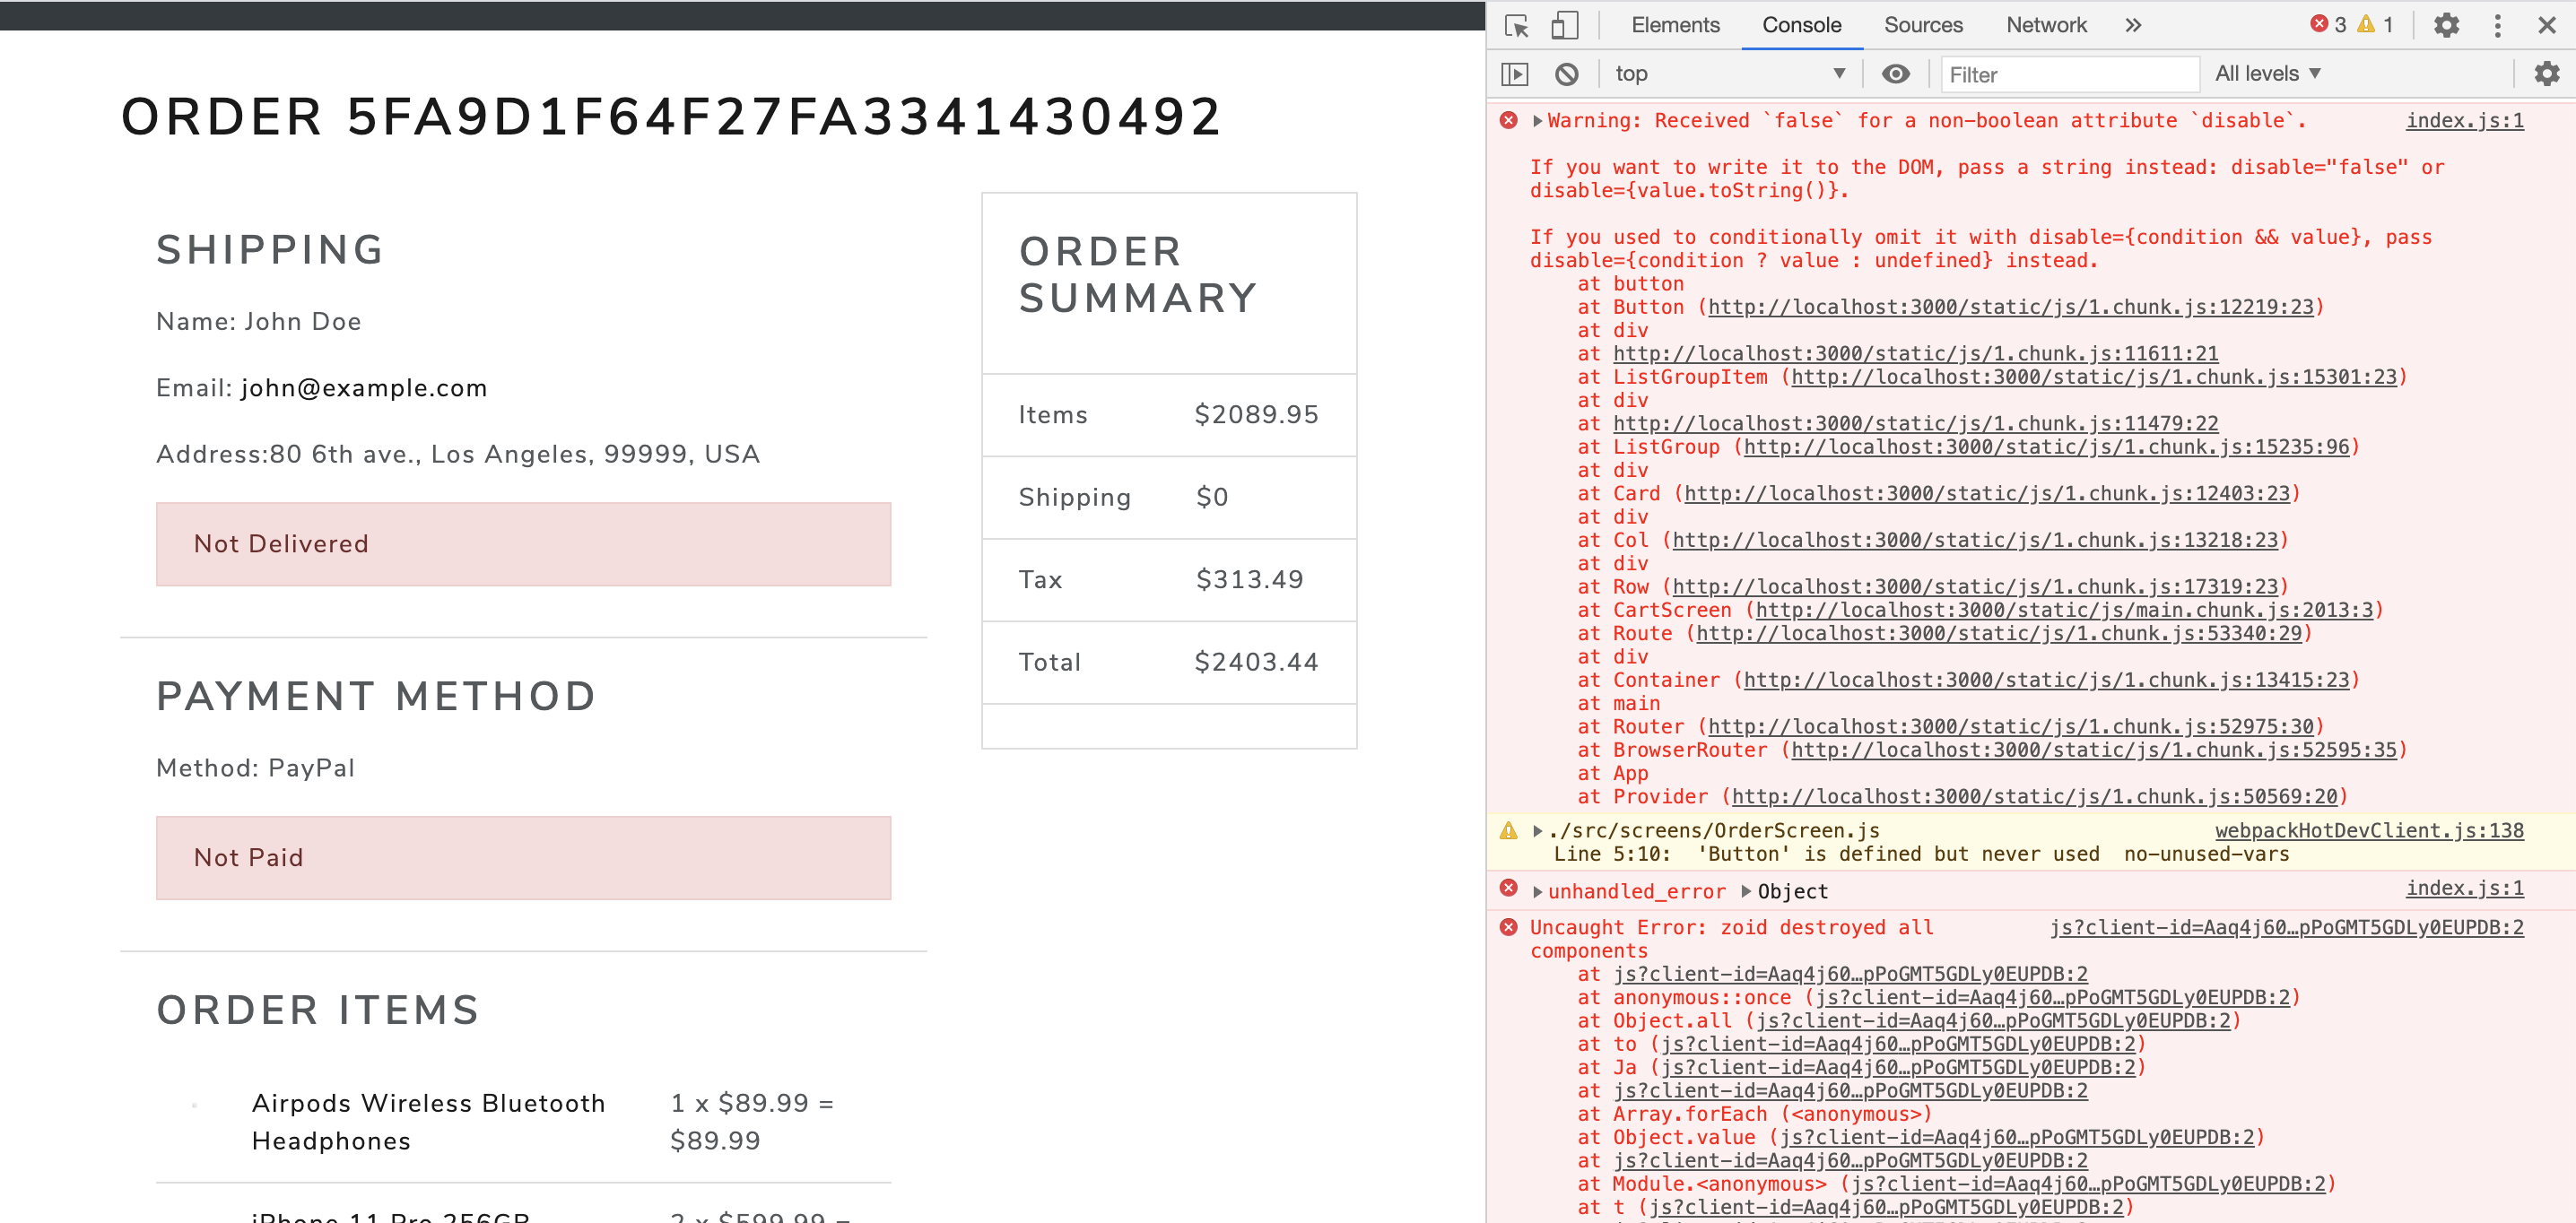 ORDER 5FA9D1F64F27FA3341430492
SHIPPING
Name: John Doe
Email: john@example.com
Address:80 6th ave., Los Angeles, 99999, USA
Not Delivered
PAYMENT METHOD
Method: PayPal
Not Paid
ORDER ITEMS
Airpods Wireless Bluetooth
Headphones
1 x $89.99 =
$89.99
iPhone 11 Pro 256GB
2 x $599.99 =
ORDER
SUMMARY
Items $2089.95
Shipping $0
Tax $313.49
Total $2403.44
Elements Console Sources Network 3 1
top Filter All levels
Warning: Received `false` for a non-boolean attribute `disable`. index.js:1
If you want to write it to the DOM, pass a string instead: disable="false" or
disable={value.toString()}.
If you used to conditionally omit it with disable={condition && value}, pass
disable={condition ? value : undefined} instead.
at button
at Button (http://localhost:3000/static/js/1.chunk.js:12219:23)
at div
at http://localhost:3000/static/js/1.chunk.js:11611:21
at ListGroupItem (http://localhost:3000/static/js/1.chunk.js:15301:23)
at div
at http://localhost:3000/static/js/1.chunk.js:11479:22
at ListGroup (http://localhost:3000/static/js/1.chunk.js:15235:96)
at div
at Card (http://localhost:3000/static/js/1.chunk.js:12403:23)
at div
at Col (http://localhost:3000/static/js/1.chunk.js:13218:23)
at div
at Row (http://localhost:3000/static/js/1.chunk.js:17319:23)
at CartScreen (http://localhost:3000/static/js/main.chunk.js:2013:3)
at Route (http://localhost:3000/static/js/1.chunk.js:53340:29)
at div
at Container (http://localhost:3000/static/js/1.chunk.js:13415:23)
at main
at Router (http://localhost:3000/static/js/1.chunk.js:52975:30)
at BrowserRouter (http://localhost:3000/static/js/1.chunk.js:52595:35)
at App
at Provider (http://localhost:3000/static/js/1.chunk.js:50569:20)
./src/screens/OrderScreen.js webpackHotDevClient.js:138
Line 5:10: 'Button' is defined but never used no-unused-vars
unhandled_error Object index.js:1
Uncaught Error: zoid destroyed all js?client-id=Aaq4j60…pPoGMT5GDLy0EUPDB:2
components
at js?client-id=Aaq4j60…pPoGMT5GDLy0EUPDB:2
at anonymous::once (js?client-id=Aaq4j60…pPoGMT5GDLy0EUPDB:2)
at Object.all (js?client-id=Aaq4j60…pPoGMT5GDLy0EUPDB:2)
at to (js?client-id=Aaq4j60…pPoGMT5GDLy0EUPDB:2)
at Ja (js?client-id=Aaq4j60…pPoGMT5GDLy0EUPDB:2)
at js?client-id=Aaq4j60…pPoGMT5GDLy0EUPDB:2
at Array.forEach (<anonymous>)
at Object.value (js?client-id=Aaq4j60…pPoGMT5GDLy0EUPDB:2)
at js?client-id=Aaq4j60…pPoGMT5GDLy0EUPDB:2
at Module.<anonymous> (js?client-id=Aaq4j60…pPoGMT5GDLy0EUPDB:2)
at t (js?client-id=Aaq4j60…pPoGMT5GDLy0EUPDB:2)